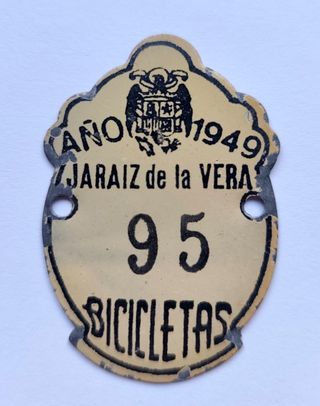 AÑO 1949
JARAIZ de la VERA
95
BICICLETAS